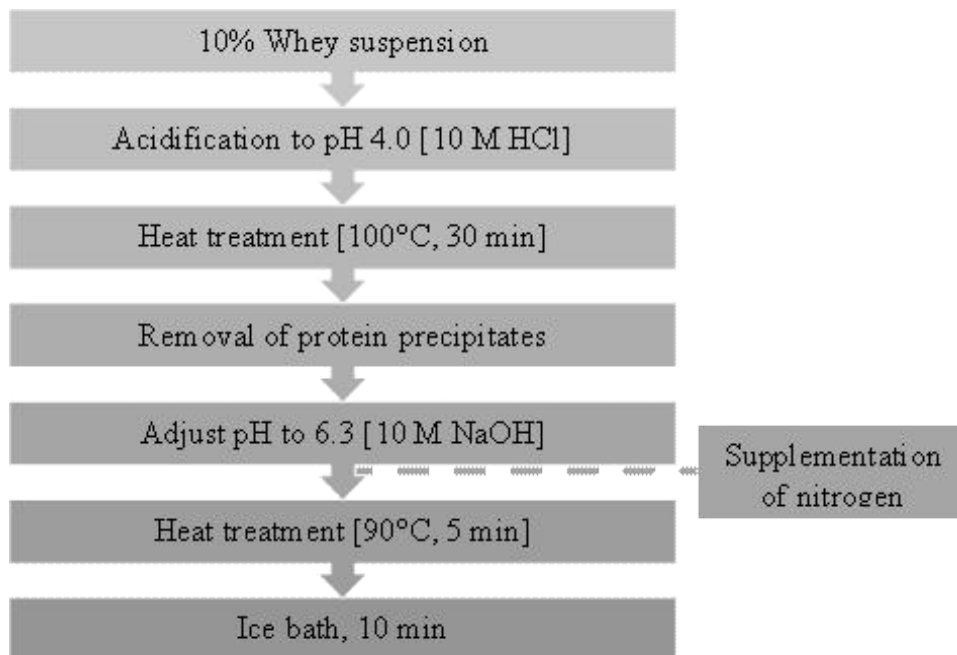 10% Whey suspension
Acidification to pH 4.0 [10 M HCl]
Heat treatment [100°C, 30 min]
Removal of protein precipitates
Adjust pH to 6.3 [10 M NaOH]
Supplementation
of nitrogen
Heat treatment [90°C, 5 min]
Ice bath, 10 min